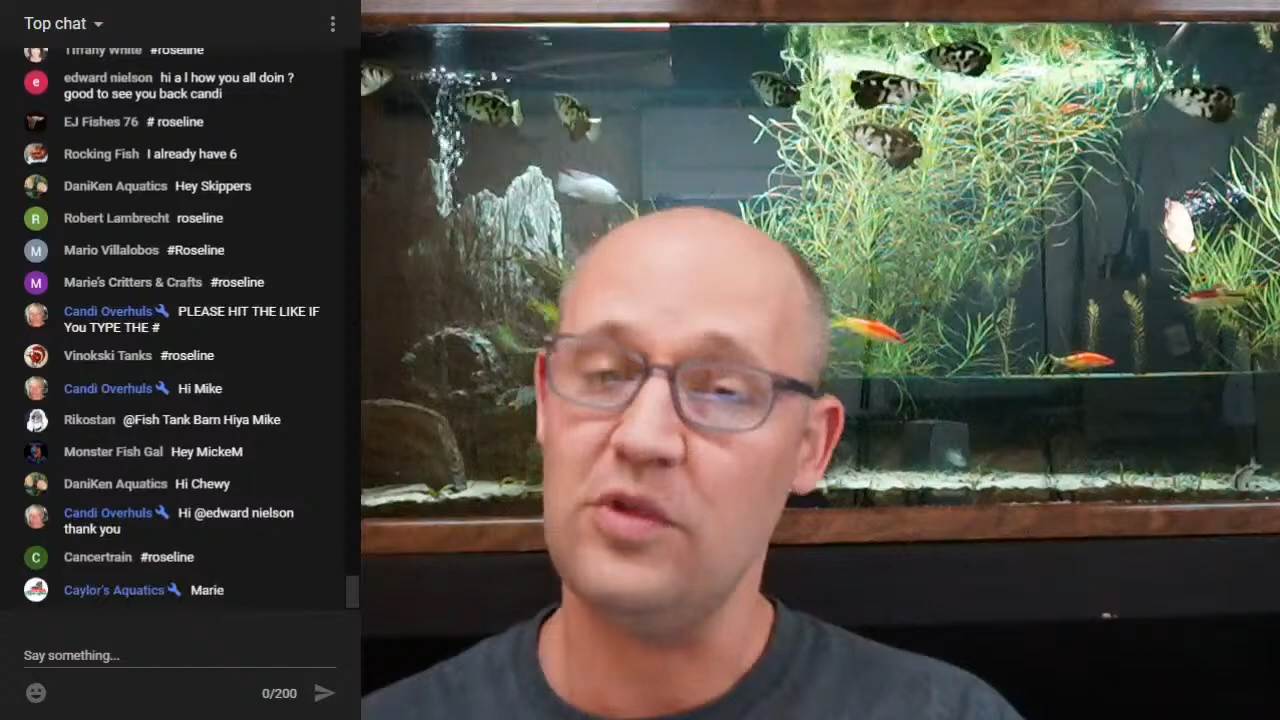 Top chat
Tiffany White #roseline
edward nielson hi a l how you all doin ?
good to see you back candi
EJ Fishes 76 # roseline
Rocking Fish I already have 6
DaniKen Aquatics Hey Skippers
Robert Lambrecht roseline
M Mario Villalobos #Roseline
M Marie's Critters & Crafts #roseline
Candi Overhuls PLEASE HIT THE LIKE IF
You TYPE THE #
Vinokski Tanks #roseline
Candi Overhuls Hi Mike
Rikostan @Fish Tank Barn Hiya Mike
Monster Fish Gal Hey MickeM
DaniKen Aquatics Hi Chewy
Candi Overhuls Hi @edward nielson
thank you
C Cancertrain #roseline
Caylor's Aquatics Marie
Say something...
0/200